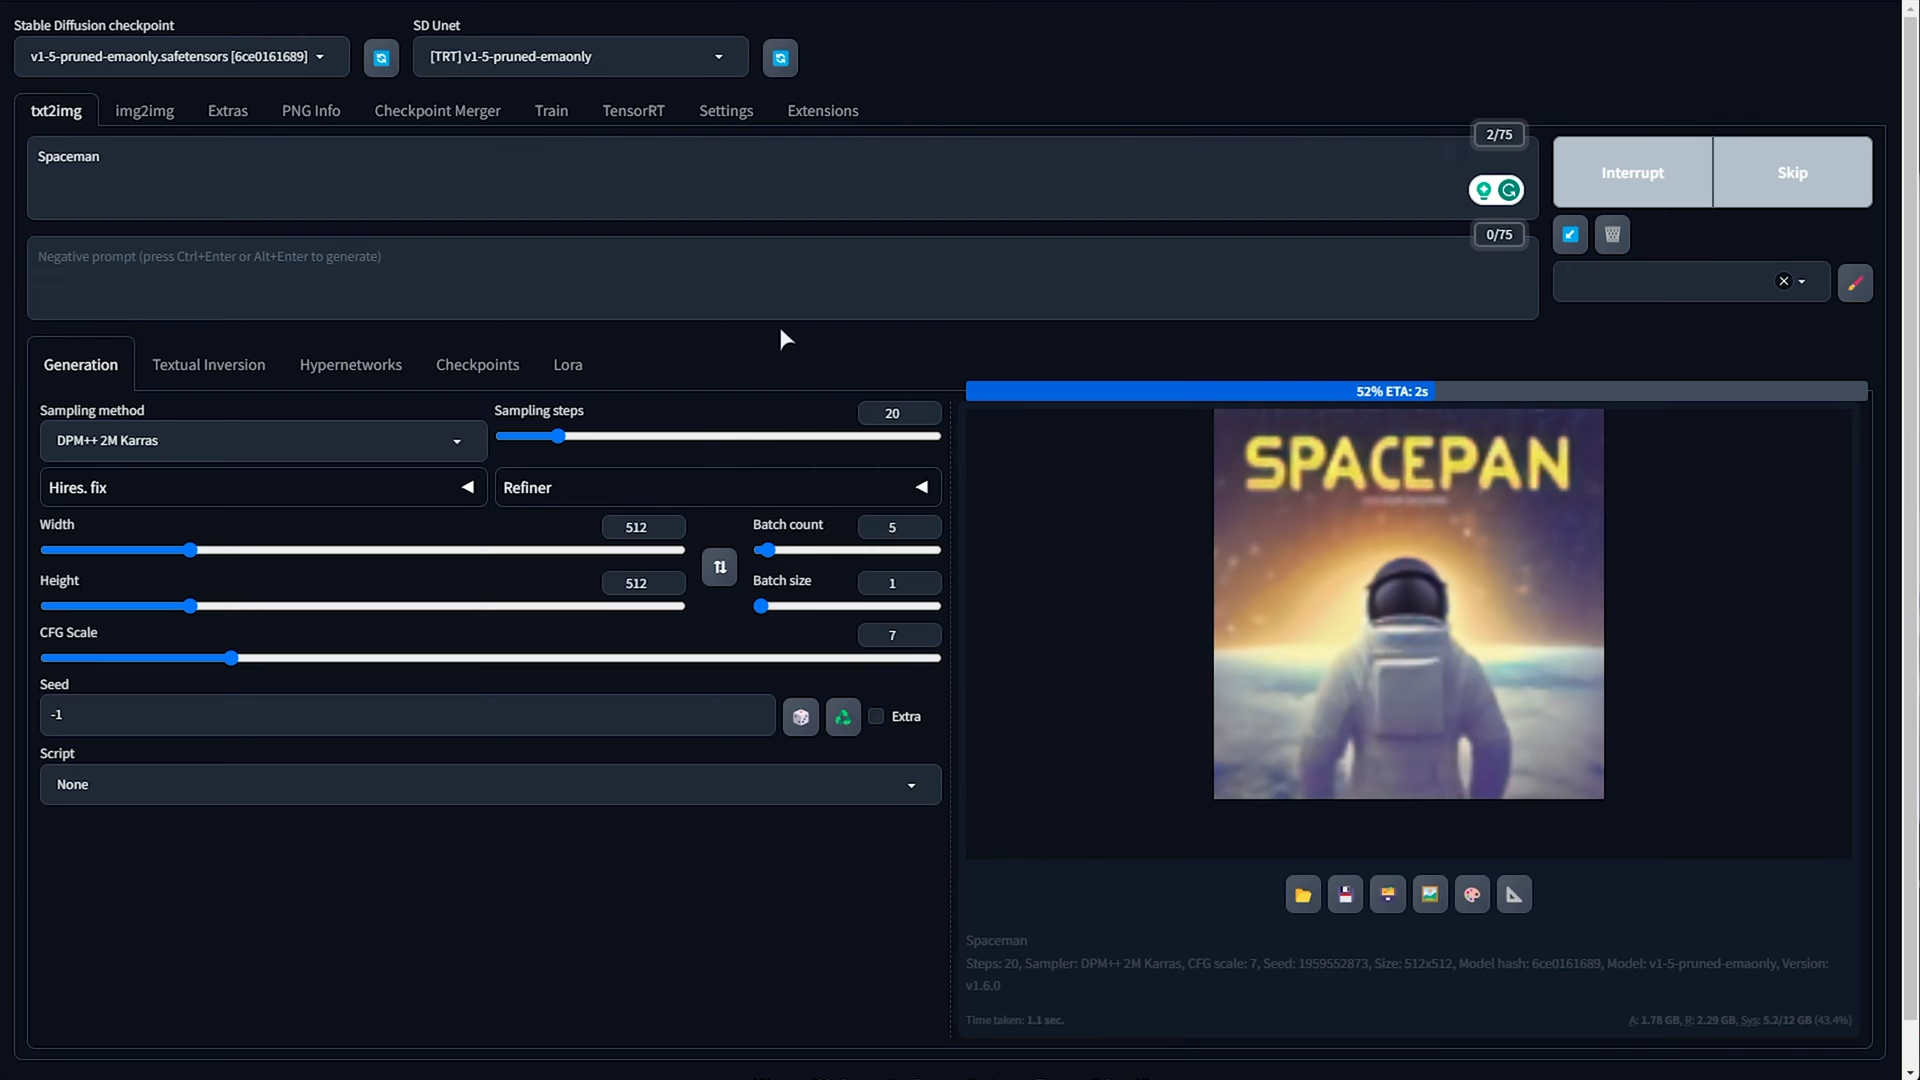 Stable Diffusion checkpoint
SD Unet
v1-5-pruned-emaonly.safetensors [6ce0161689]
[TRT] v1-5-pruned-emaonly
txt2img
img2img
Extras
PNG Info
Checkpoint Merger
Train
TensorRT
Settings
Extensions
2/75
Spaceman
Interrupt
Skip
0/75
Negative prompt (press Ctrl+Enter or Alt+Enter to generate)
Generation
Textual Inversion
Hypernetworks
Checkpoints
Lora
52% ETA: 2s
Sampling method
Sampling steps
20
DPM++ 2M Karras
Hires. fix
Refiner
SPACEPAN
Width
512
Batch count
5
Height
512
Batch size
1
CFG Scale
7
Seed
-1
Extra
Script
None
Spaceman
Steps: 20, Sampler: DPM++ 2M Karras, CFG scale: 7, Seed: 1959552873, Size: 512x512, Model hash: 6ce0161689, Model: v1-5-pruned-emaonly, Version:
v1.6.0
Time taken: 1.1 sec.
A: 1.78 GB, R: 2.29 GB, Sys: 5.2/12 GB (43.4%)